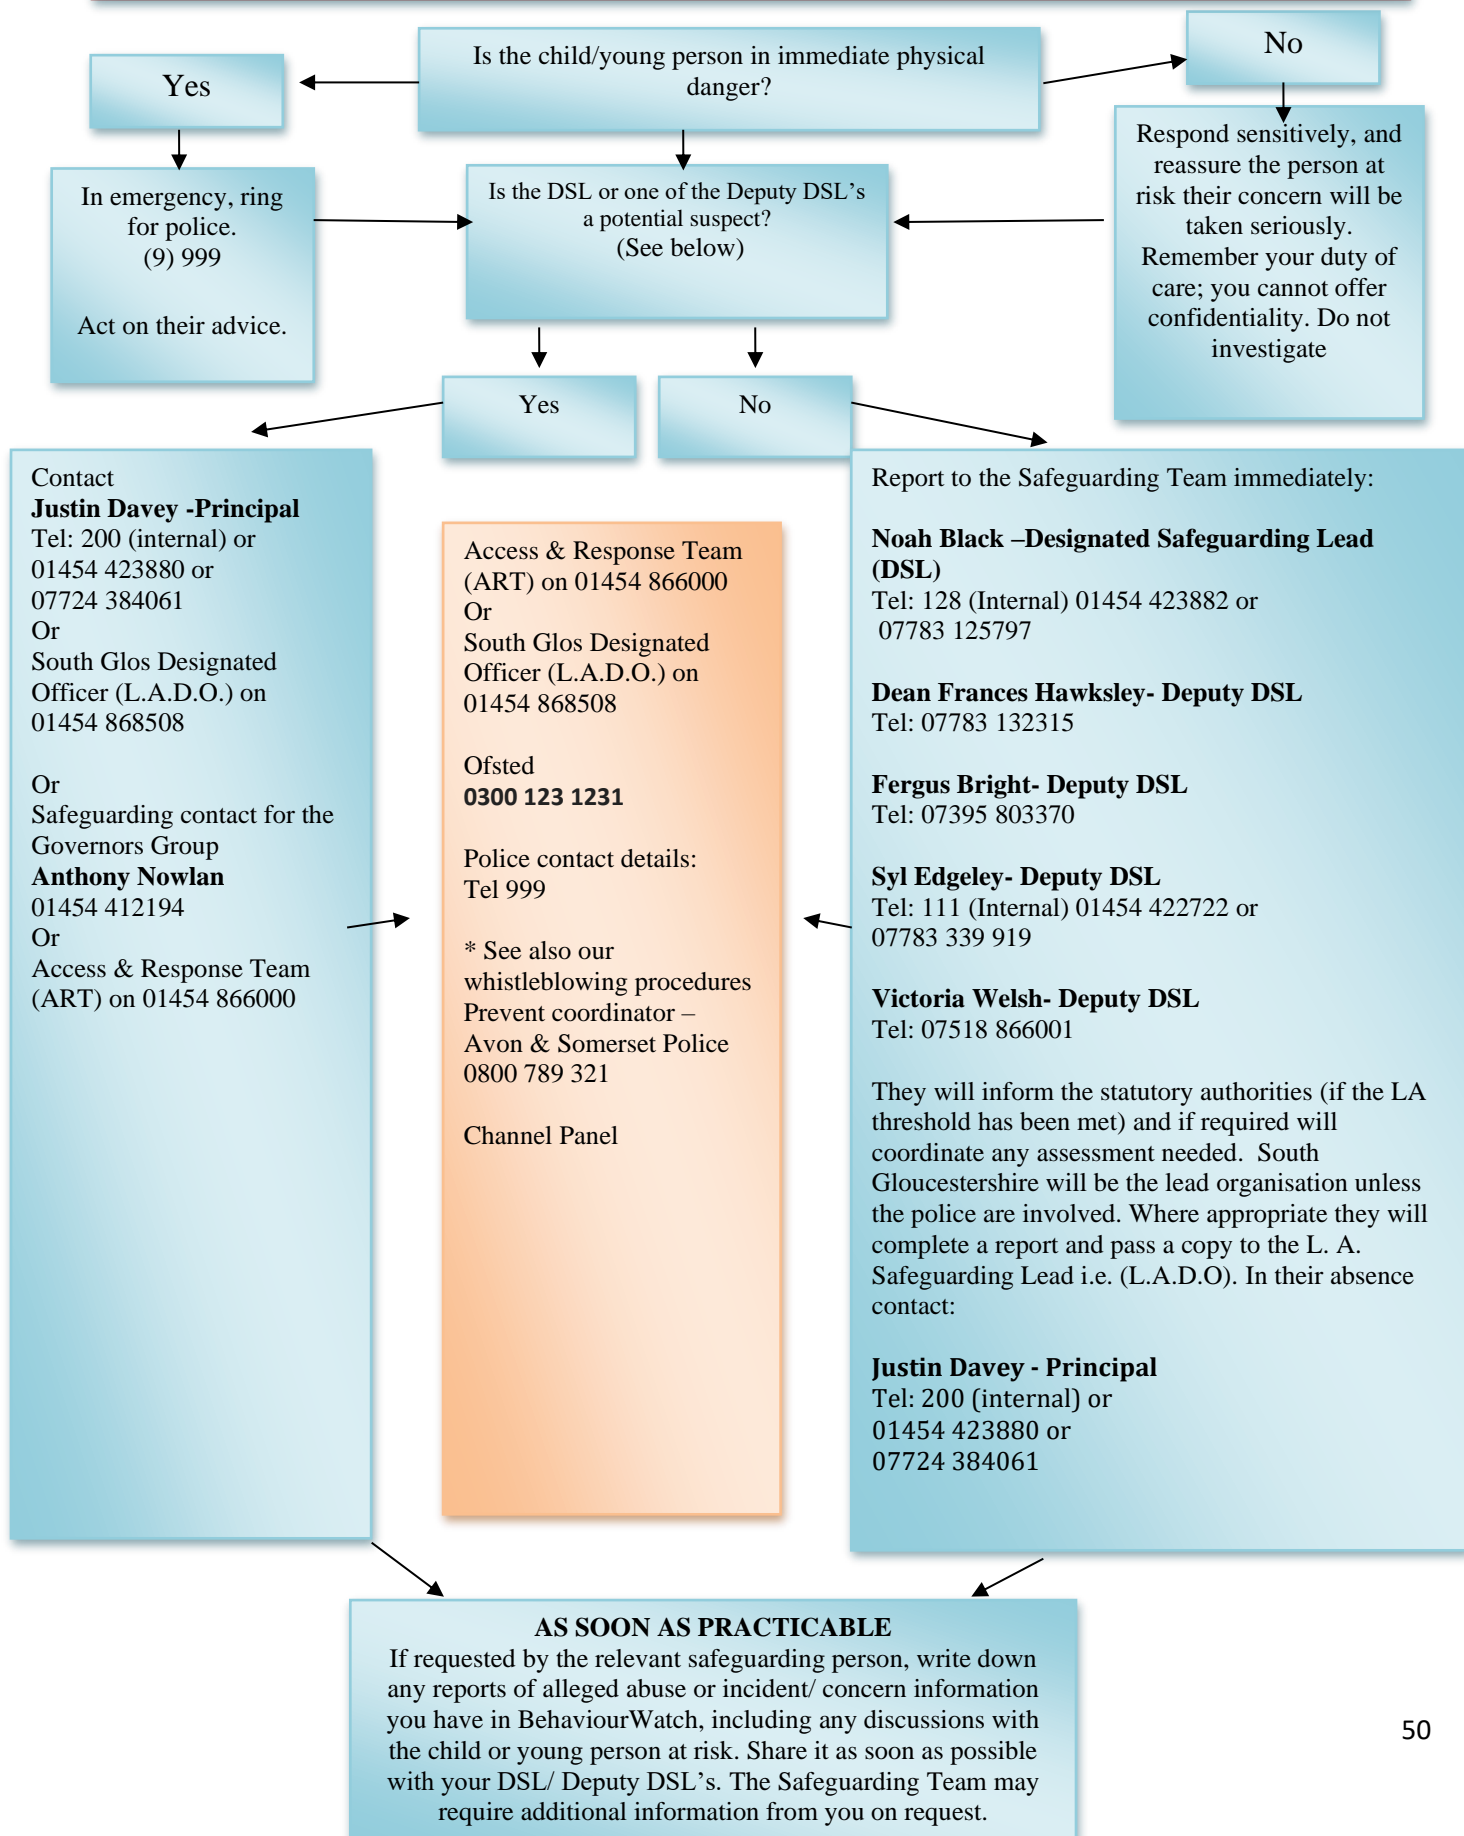 Is the child/young person in immediate physical
danger?
Yes
No
In emergency, ring
for police.
(9) 999
Act on their advice.
Is the DSL or one of the Deputy DSL’s
a potential suspect?
(See below)
Respond sensitively, and
reassure the person at
risk their concern will be
taken seriously.
Remember your duty of
care; you cannot offer
confidentiality. Do not
investigate
Yes
No
Contact
Justin Davey -Principal
Tel: 200 (internal) or
01454 423880 or
07724 384061
Or
South Glos Designated
Officer (L.A.D.O.) on
01454 868508
Or
Safeguarding contact for the
Governors Group
Anthony Nowlan
01454 412194
Or
Access & Response Team
(ART) on 01454 866000
Access & Response Team
(ART) on 01454 866000
Or
South Glos Designated
Officer (L.A.D.O.) on
01454 868508
Ofsted
0300 123 1231
Police contact details:
Tel 999
* See also our
whistleblowing procedures
Prevent coordinator –
Avon & Somerset Police
0800 789 321
Channel Panel
Report to the Safeguarding Team immediately:
Noah Black –Designated Safeguarding Lead
(DSL)
Tel: 128 (Internal) 01454 423882 or
07783 125797
Dean Frances Hawksley- Deputy DSL
Tel: 07783 132315
Fergus Bright- Deputy DSL
Tel: 07395 803370
Syl Edgeley- Deputy DSL
Tel: 111 (Internal) 01454 422722 or
07783 339 919
Victoria Welsh- Deputy DSL
Tel: 07518 866001
They will inform the statutory authorities (if the LA
threshold has been met) and if required will
coordinate any assessment needed. South
Gloucestershire will be the lead organisation unless
the police are involved. Where appropriate they will
complete a report and pass a copy to the L. A.
Safeguarding Lead i.e. (L.A.D.O). In their absence
contact:
Justin Davey - Principal
Tel: 200 (internal) or
01454 423880 or
07724 384061
AS SOON AS PRACTICABLE
If requested by the relevant safeguarding person, write down
any reports of alleged abuse or incident/ concern information
you have in BehaviourWatch, including any discussions with
the child or young person at risk. Share it as soon as possible
with your DSL/ Deputy DSL’s. The Safeguarding Team may
require additional information from you on request.
50